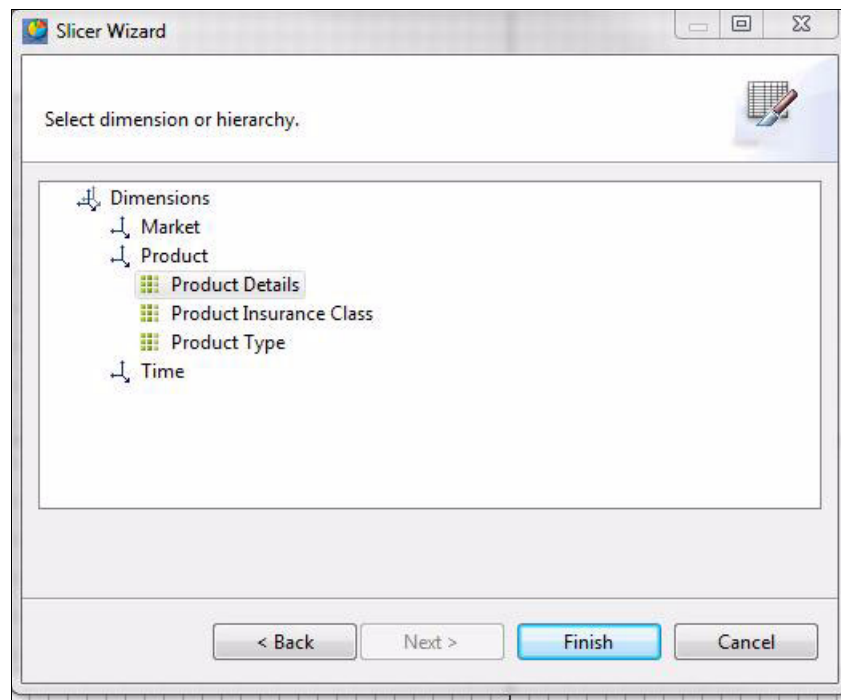 Slicer Wizard
Select dimension or hierarchy.
Dimensions
Market
Product
Product Details
Product Insurance Class
Product Type
Time
< Back Next > Finish Cancel